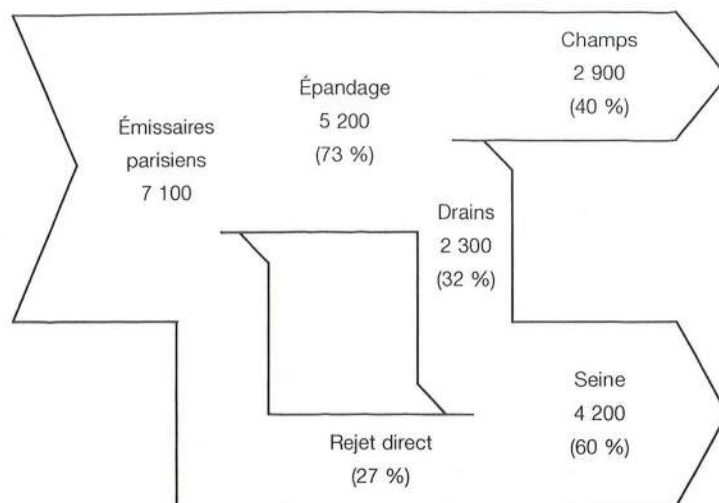 Champs
2 900
(40 %)
Épandage
5 200
(73 %)
Émissaires
parisiens
7 100
Drains
2 300
(32 %)
Seine
4 200
(60 %)
Rejet direct
(27 %)